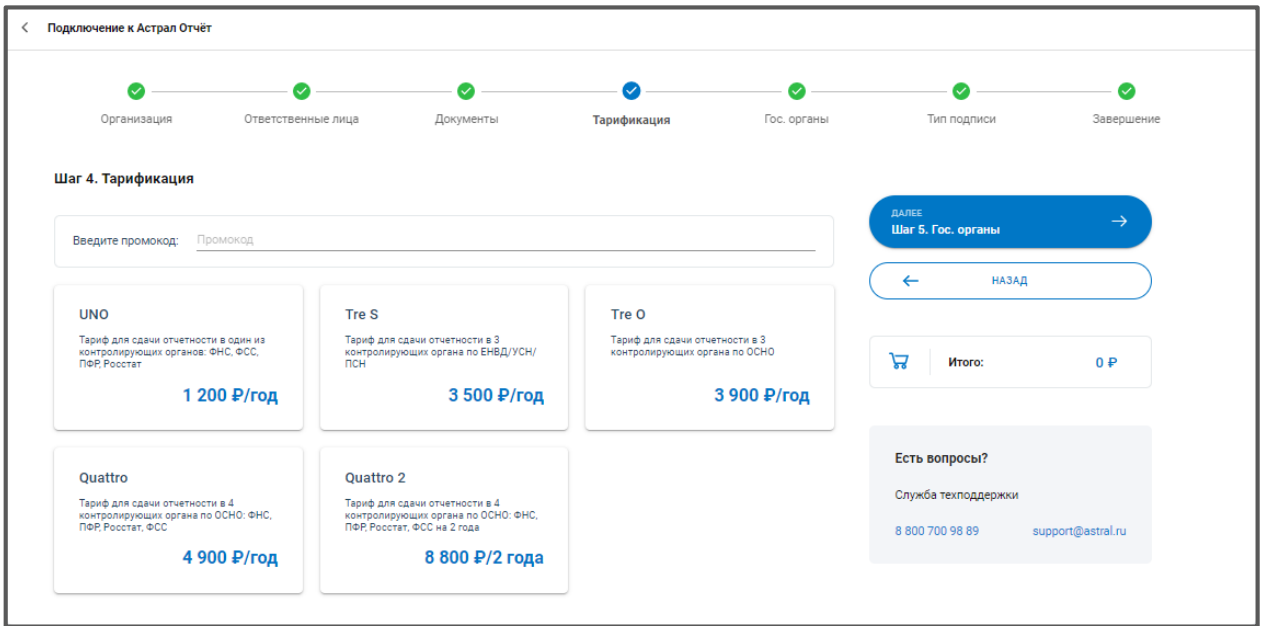 Подключение к Астрал Отчёт
Организация
Ответственные лица
Документы
Тарификация
Гос. органы
Тип подписи
Завершение
Шаг 4. Тарификация
Введите промокод:
Промокод
UNO
Тариф для сдачи отчетности в один из
контролирующих органов: ФНС, ФСС,
ПФР, Росстат
1 200 ₽/год
Tre S
Тариф для сдачи отчетности в 3
контролирующих органа по ЕНВД/УСН/
ПСН
3 500 ₽/год
Tre O
Тариф для сдачи отчетности в 3
контролирующих органа по ОСНО
3 900 ₽/год
Quattro
Тариф для сдачи отчетности в 4
контролирующих органа по ОСНО: ФНС,
ПФР, Росстат, ФСС
4 900 ₽/год
Quattro 2
Тариф для сдачи отчетности в 4
контролирующих органа по ОСНО: ФНС,
ПФР, Росстат, ФСС на 2 года
8 800 ₽/2 года
ДАЛЕЕ
Шаг 5. Гос. органы
НАЗАД
Итого:
0 ₽
Есть вопросы?
Служба техподдержки
8 800 700 98 89
support@astral.ru